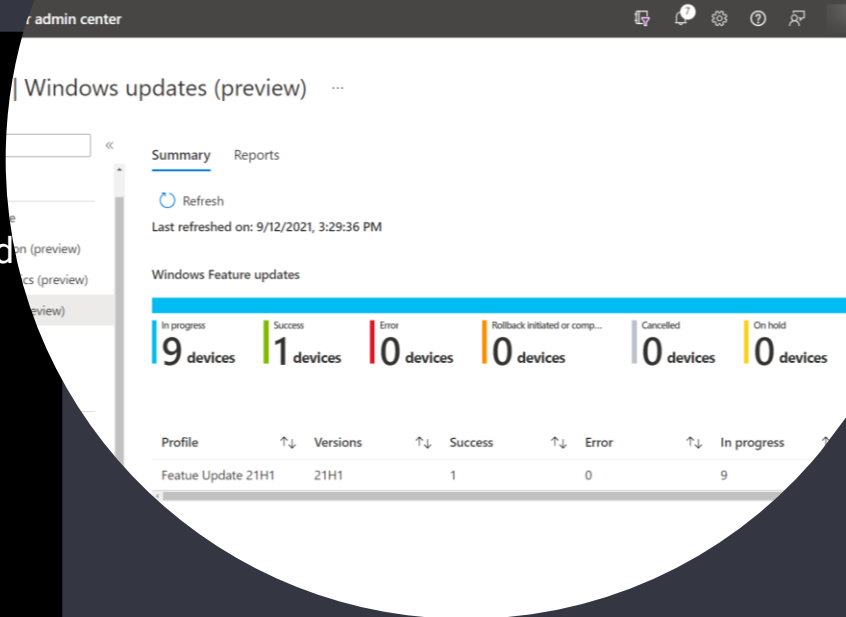 r admin center
7
| Windows updates (preview) ...
«
Summary Reports
Refresh
Last refreshed on: 9/12/2021, 3:29:36 PM
e
d
on (preview)
cs (preview)
eview)
Windows Feature updates
In progress Success Error Rollback initiated or comp... Cancelled On hold
9 devices 1 devices 0 devices 0 devices 0 devices 0 devices
Profile ↑↓ Versions ↑↓ Success ↑↓ Error ↑↓ In progress
Featue Update 21H1 21H1 1 0 9